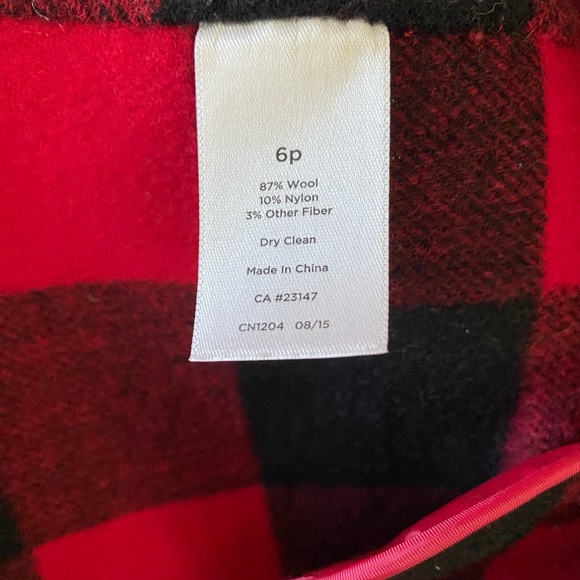 6p
87% Wool
10% Nylon
3% Other Fiber
Dry Clean
Made In China
CA #23147
CN1204 08/15